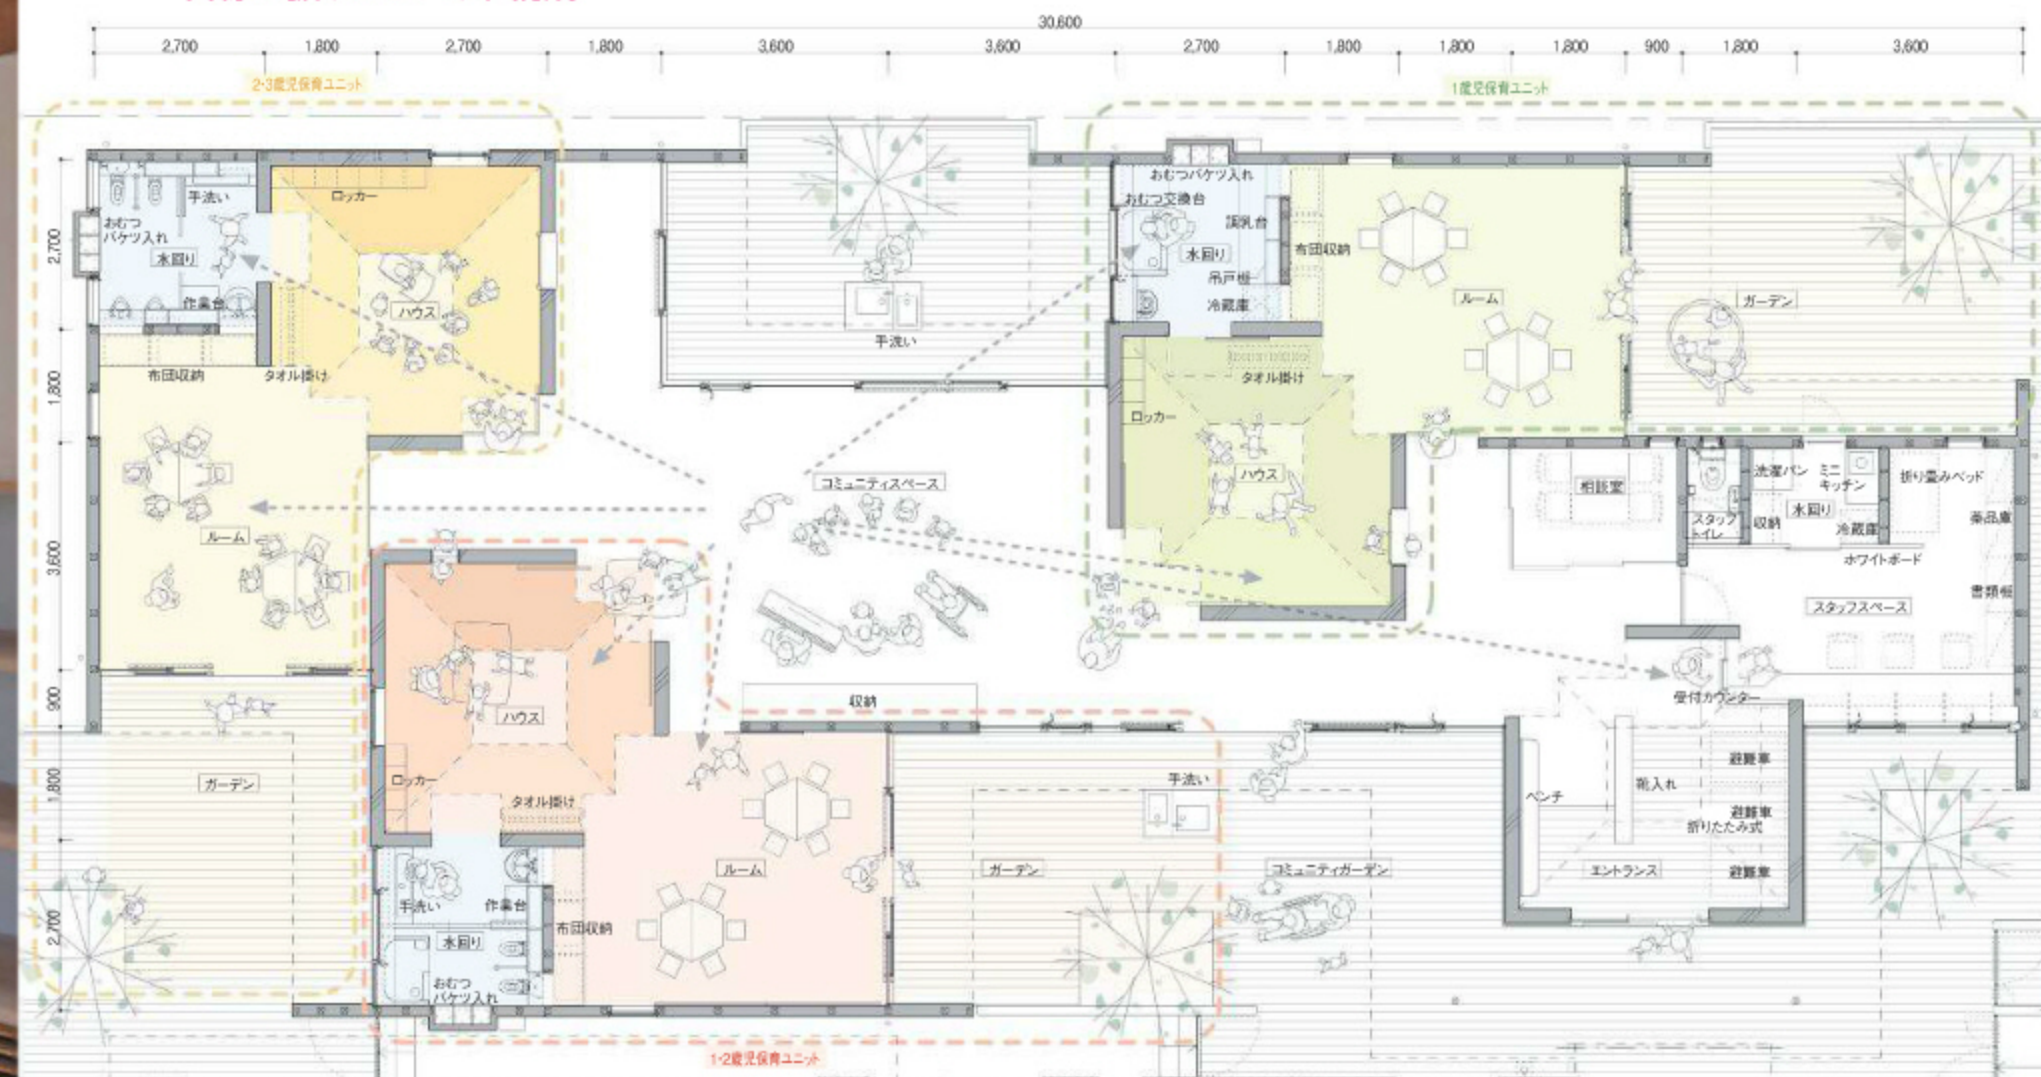 30,600
2,700
1,800
2,700
1,800
3,600
3,600
2,700
1,800
1,800
1,800
900
1,800
3,600
2・3歳児保育ユニット
1歳児保育ユニット
2,700
1,800
3,600
900
1,800
2,700
手洗い
おむつ
バケツ入れ
水回り
作業台
ロッカー
ハウス
布団収納
タオル掛け
ルーム
ガーデン
手洗い
コミュニティスペース
おむつバケツ入れ
おむつ交換台
調乳台
水回り
吊戸棚
冷蔵庫
布団収納
ルーム
ガーデン
タオル掛け
ロッカー
ハウス
相談室
スタッフ
トイレ
洗濯パン
ミニ
キッチン
水回り
収納
冷蔵庫
折り畳みベッド
薬品庫
ホワイトボード
書類棚
スタッフスペース
受付カウンター
ハウス
ロッカー
タオル掛け
収納
手洗い
作業台
水回り
おむつ
バケツ入れ
布団収納
ルーム
ガーデン
手洗い
コミュニティガーデン
ベンチ
靴入れ
避難車
避難車
折りたたみ式
避難車
エントランス
1・2歳児保育ユニット